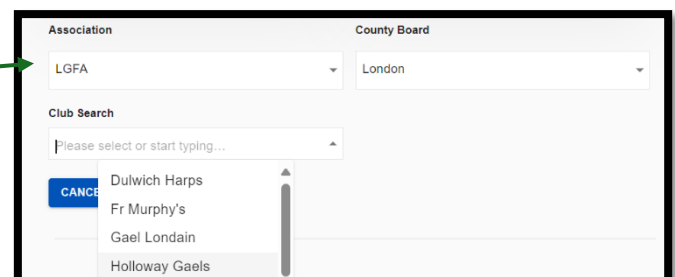 Association County Board
LGFA London
Club Search
Please select or start typing...
Dulwich Harps
CANCE
Fr Murphy's
Gael Londain
Holloway Gaels